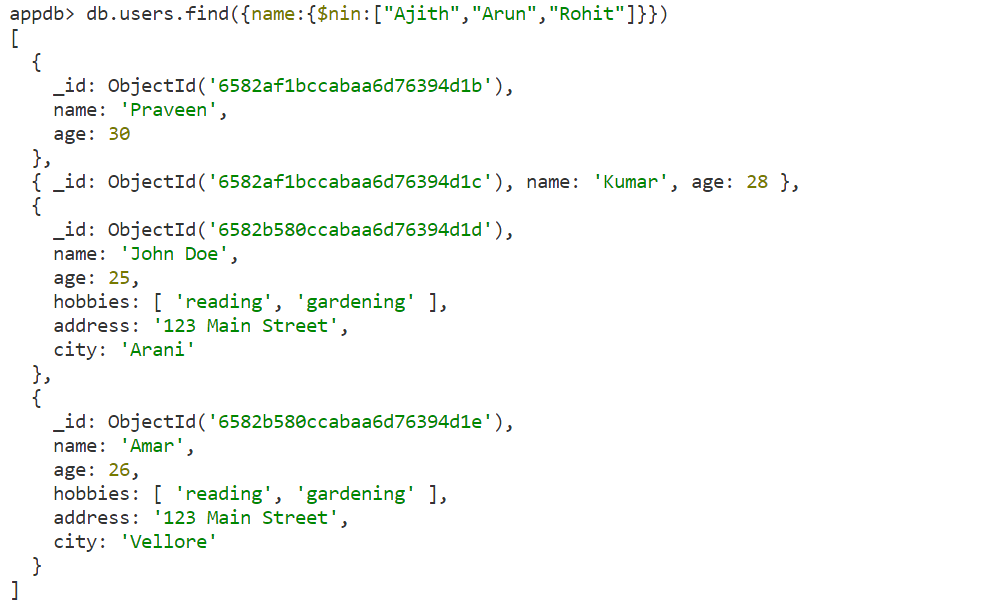 appdb> db.users.find({name:{$nin:["Ajith","Arun","Rohit"]}})
[
  {
    _id: ObjectId('6582af1bccabaa6d76394d1b'),
    name: 'Praveen',
    age: 30
  },
  { _id: ObjectId('6582af1bccabaa6d76394d1c'), name: 'Kumar', age: 28 },
  {
    _id: ObjectId('6582b580ccabaa6d76394d1d'),
    name: 'John Doe',
    age: 25,
    hobbies: [ 'reading', 'gardening' ],
    address: '123 Main Street',
    city: 'Arani'
  },
  {
    _id: ObjectId('6582b580ccabaa6d76394d1e'),
    name: 'Amar',
    age: 26,
    hobbies: [ 'reading', 'gardening' ],
    address: '123 Main Street',
    city: 'Vellore'
  }
]